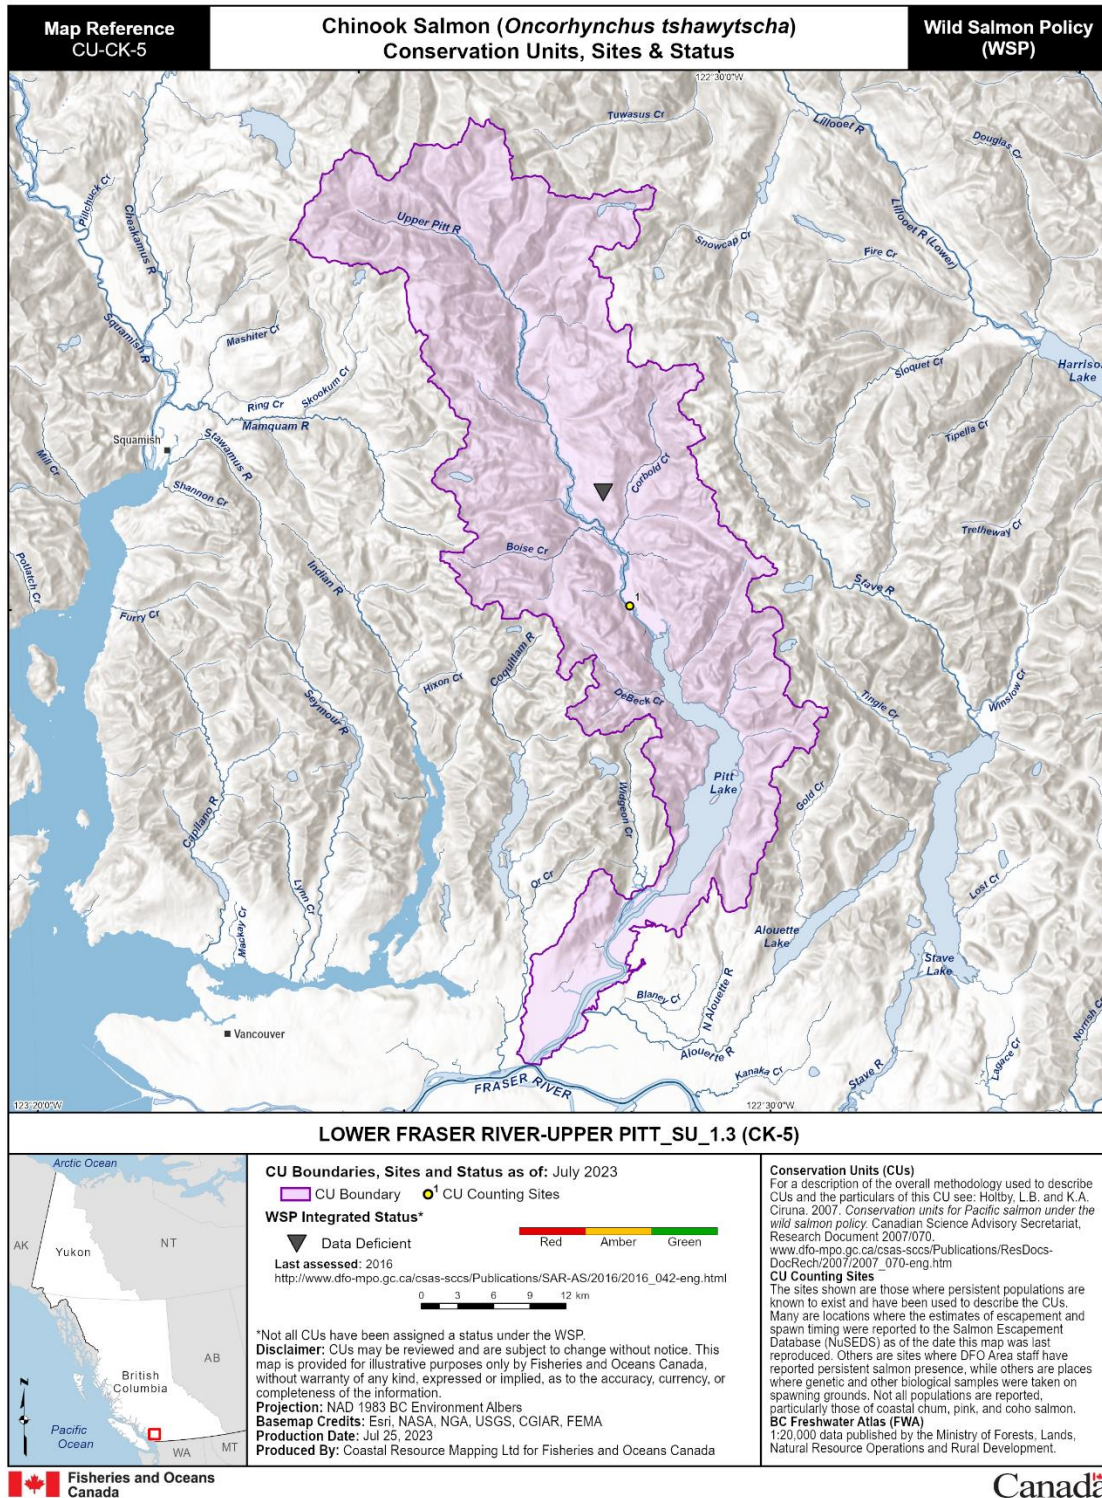 Map Reference
CU-CK-5
Chinook Salmon (Oncorhynchus tshawytscha)
Conservation Units, Sites & Status
Wild Salmon Policy
(WSP)
122°30'0"W
Tuwasus Cr
Lillooet R
Douglas Cr
Pillchuck Cr
Cheakamus R
Upper Pitt R
Snowcap Cr
Lillooet R (Lower)
Fire Cr
Squamish R
Mashiter Cr
Skookum Cr
Ring Cr
Mamquam R
Sloquet Cr
Harrison
Lake
Tipella Cr
Squamish
Stawamus R
Mill Cr
Shannon Cr
Corbold Cr
Tretheway Cr
Potlatch Cr
Indian R
Boise Cr
Stave R
1
Furry Cr
Coquitlam R
Hixon Cr
Seymour R
DeBeck Cr
Tingle Cr
Winslow Cr
Pitt
Lake
Widgeon Cr
Gold Cr
Capilano R
Lynn Cr
Mackay Cr
Or Cr
Lost Cr
Alouette
Lake
Stave
Lake
Blaney Cr
N Alouette R
Norrish Cr
Vancouver
Alouette R
Kanaka Cr
Stave R
Lagace Cr
FRASER RIVER
123°20'0"W
122°30'0"W
LOWER FRASER RIVER-UPPER PITT_SU_1.3 (CK-5)
Arctic Ocean
AK
Yukon
NT
AB
British
Columbia
N
Pacific
Ocean
WA
MT
CU Boundaries, Sites and Status as of: July 2023
CU Boundary
1 CU Counting Sites
WSP Integrated Status*
Data Deficient
Red Amber Green
Last assessed: 2016
http://www.dfo-mpo.gc.ca/csas-sccs/Publications/SAR-AS/2016/2016_042-eng.html
0 3 6 12 km
*Not all CUs have been assigned a status under the WSP.
Disclaimer: CUs may be reviewed and are subject to change without notice. This
map is provided for illustrative purposes only by Fisheries and Oceans Canada,
without warranty of any kind, expressed or implied, as to the accuracy, currency, or
completeness of the information.
Projection: NAD 1983 BC Environment Albers
Basemap Credits: Esri, NASA, NGA, USGS, CGIAR, FEMA
Production Date: Jul 25, 2023
Produced By: Coastal Resource Mapping Ltd for Fisheries and Oceans Canada
Conservation Units (CUs)
For a description of the overall methodology used to describe
CUs and the particulars of this CU see: Holtby, L.B. and K.A.
Ciruna. 2007. Conservation units for Pacific salmon under the
wild salmon policy. Canadian Science Advisory Secretariat,
Research Document 2007/070.
www.dfo-mpo.gc.ca/csas-sccs/Publications/ResDocs-
DocRech/2007/2007_070-eng.htm
CU Counting Sites
The sites shown are those where persistent populations are
known to exist and have been used to describe the CUs.
Many are locations where the estimates of escapement and
spawn timing were reported to the Salmon Escapement
Database (NuSEDS) as of the date this map was last
reproduced. Others are sites where DFO Area staff have
reported persistent salmon presence, while others are places
where genetic and other biological samples were taken on
spawning grounds. Not all populations are reported,
particularly those of coastal chum, pink, and coho salmon.
BC Freshwater Atlas (FWA)
1:20,000 data published by the Ministry of Forests, Lands,
Natural Resource Operations and Rural Development.
Fisheries and Oceans
Canada
Canada